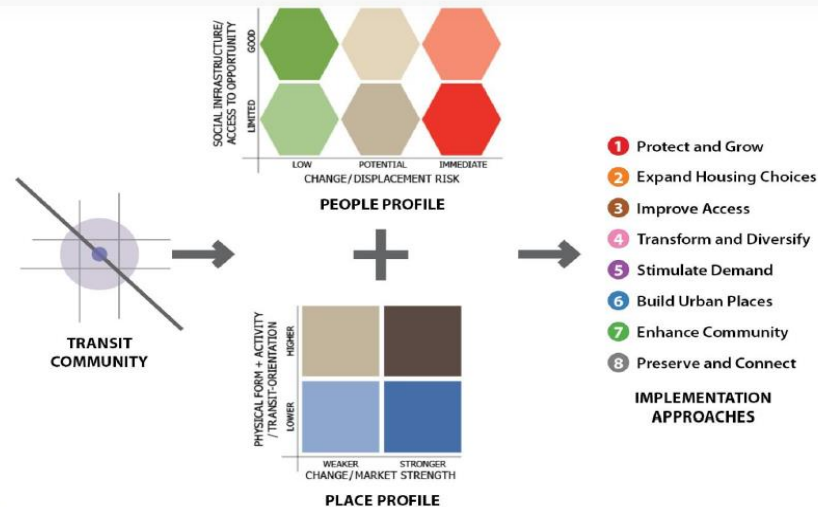 SOCIAL INFRASTRUCTURE/
ACCESS TO OPPORTUNITY
GOOD
LIMITED
LOW POTENTIAL IMMEDIATE
CHANGE/DISPLACEMENT RISK
PEOPLE PROFILE
TRANSIT
COMMUNITY
PHYSICAL FORM + ACTIVITY
/ TRANSIT-ORIENTATION
HIGHER
LOWER
WEAKER STRONGER
CHANGE/MARKET STRENGTH
PLACE PROFILE
1 Protect and Grow
2 Expand Housing Choices
3 Improve Access
4 Transform and Diversify
5 Stimulate Demand
6 Build Urban Places
7 Enhance Community
8 Preserve and Connect
IMPLEMENTATION
APPROACHES